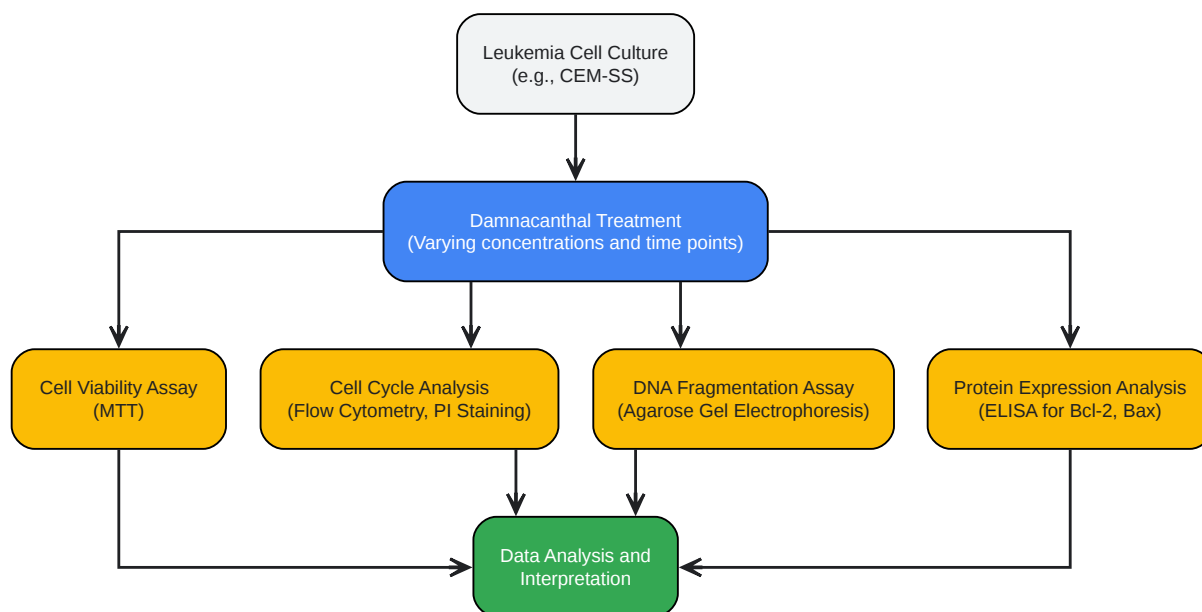 Leukemia Cell Culture
(e.g., CEM-SS)
Damnacanthal Treatment
(Varying concentrations and time points)
Cell Viability Assay
(MTT)
Cell Cycle Analysis
(Flow Cytometry, PI Staining)
DNA Fragmentation Assay
(Agarose Gel Electrophoresis)
Protein Expression Analysis
(ELISA for Bcl-2, Bax)
Data Analysis and
Interpretation